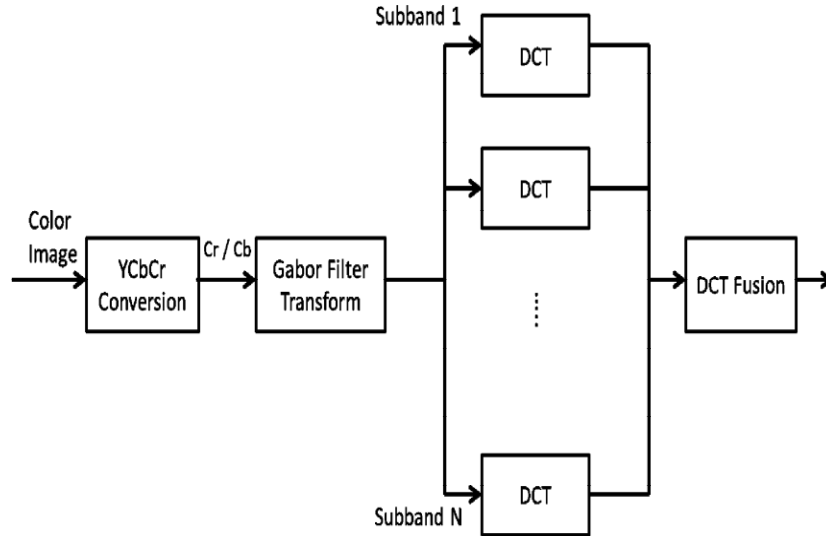 Subband 1
DCT
DCT
Color
Image
YCbCr
Conversion
Cr / Cb
Gabor Filter
Transform
DCT Fusion
DCT
Subband N